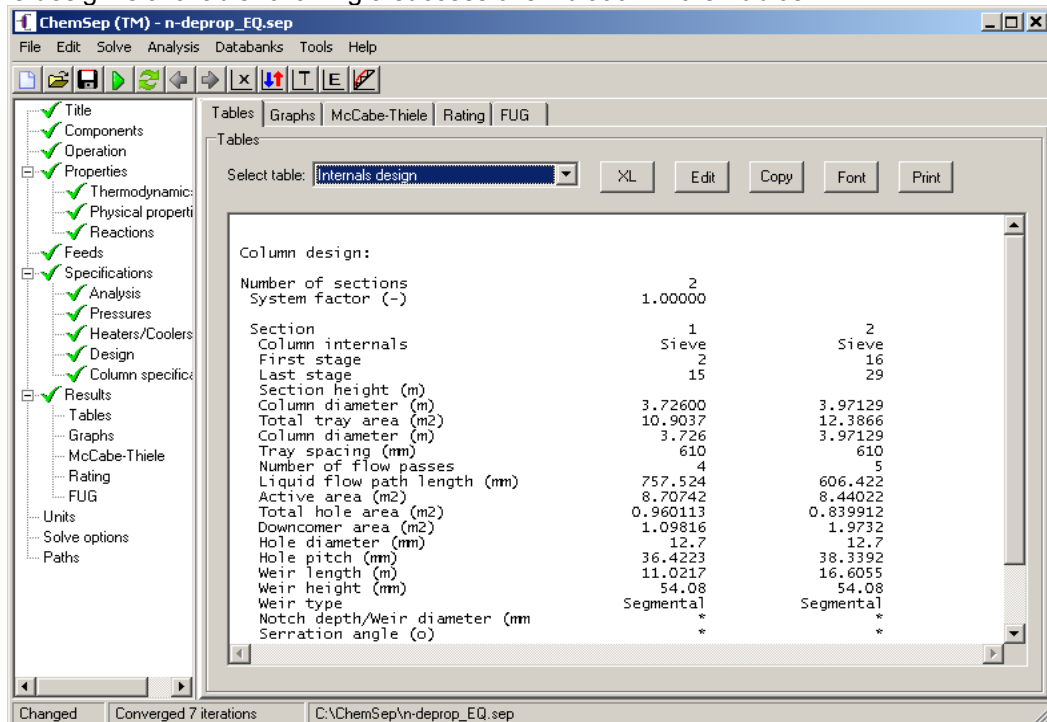 ChemSep (TM) - n-deprop_EQ.sep
File Edit Solve Analysis Databanks Tools Help
Title
Components
Operation
Properties
Thermodynamic:
Physical properti
Reactions
Feeds
Specifications
Analysis
Pressures
Heaters/Coolers
Design
Column specifica
Results
Tables
Graphs
McCabe-Thiele
Rating
FUG
Units
Solve options
Paths
Tables Graphs McCabe-Thiele Rating FUG
Tables
Select table: Internals design XL Edit Copy Font Print
Column design:
Number of sections 2
System factor (-) 1.00000
Section 1 2
Column internals Sieve Sieve
First stage 2 16
Last stage 15 29
Section height (m)
Column diameter (m) 3.72600 3.97129
Total tray area (m2) 10.9037 12.3866
Column diameter (m) 3.726 3.97129
Tray spacing (mm) 610 610
Number of flow passes 4 5
Liquid flow path length (mm) 757.524 606.422
Active area (m2) 8.70742 8.44022
Total hole area (m2) 0.960113 0.839912
Downcomer area (m2) 1.09816 1.9732
Hole diameter (mm) 12.7 12.7
Hole pitch (mm) 36.4223 38.3392
Weir length (m) 11.0217 16.6055
Weir height (mm) 54.08 54.08
Weir type Segmental Segmental
Notch depth/Weir diameter (mm * *
Serration angle (o) * *
Changed Converged 7 iterations C:\ChemSep\n-deprop_EQ.sep